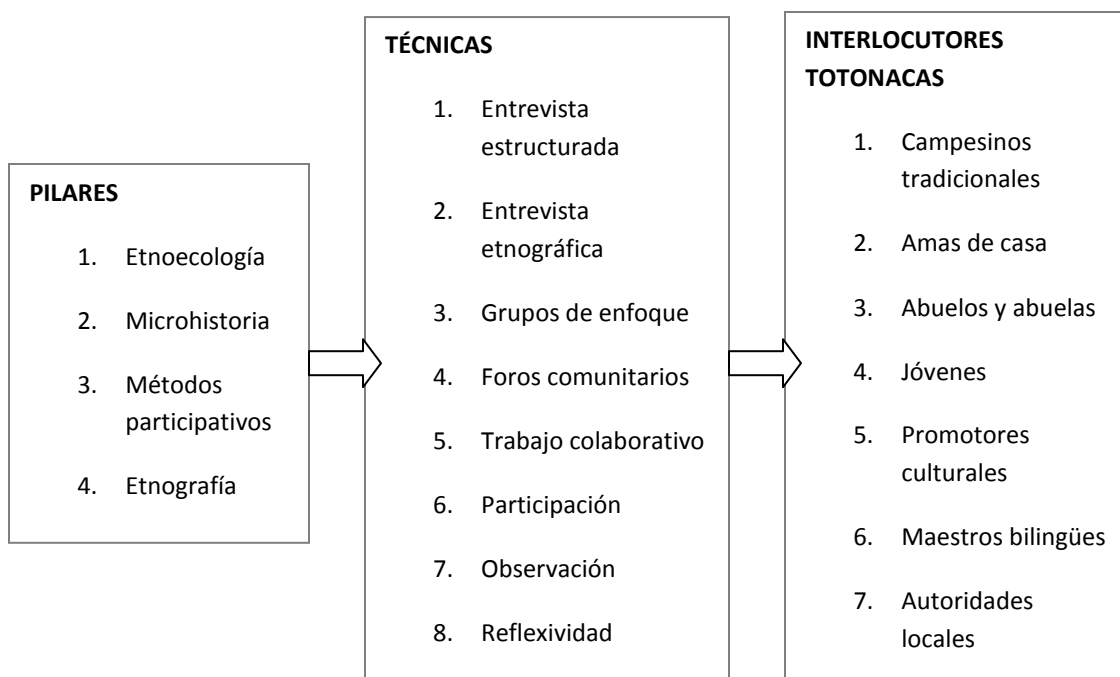 PILARES
1. Etnoecología
2. Microhistoria
3. Métodos
participativos
4. Etnografía
TÉCNICAS
1. Entrevista
estructurada
2. Entrevista
etnográfica
3. Grupos de enfoque
4. Foros comunitarios
5. Trabajo colaborativo
6. Participación
7. Observación
8. Reflexividad
INTERLOCUTORES
TOTONACAS
1. Campesinos
tradicionales
2. Amas de casa
3. Abuelos y abuelas
4. Jóvenes
5. Promotores
culturales
6. Maestros bilingües
7. Autoridades
locales